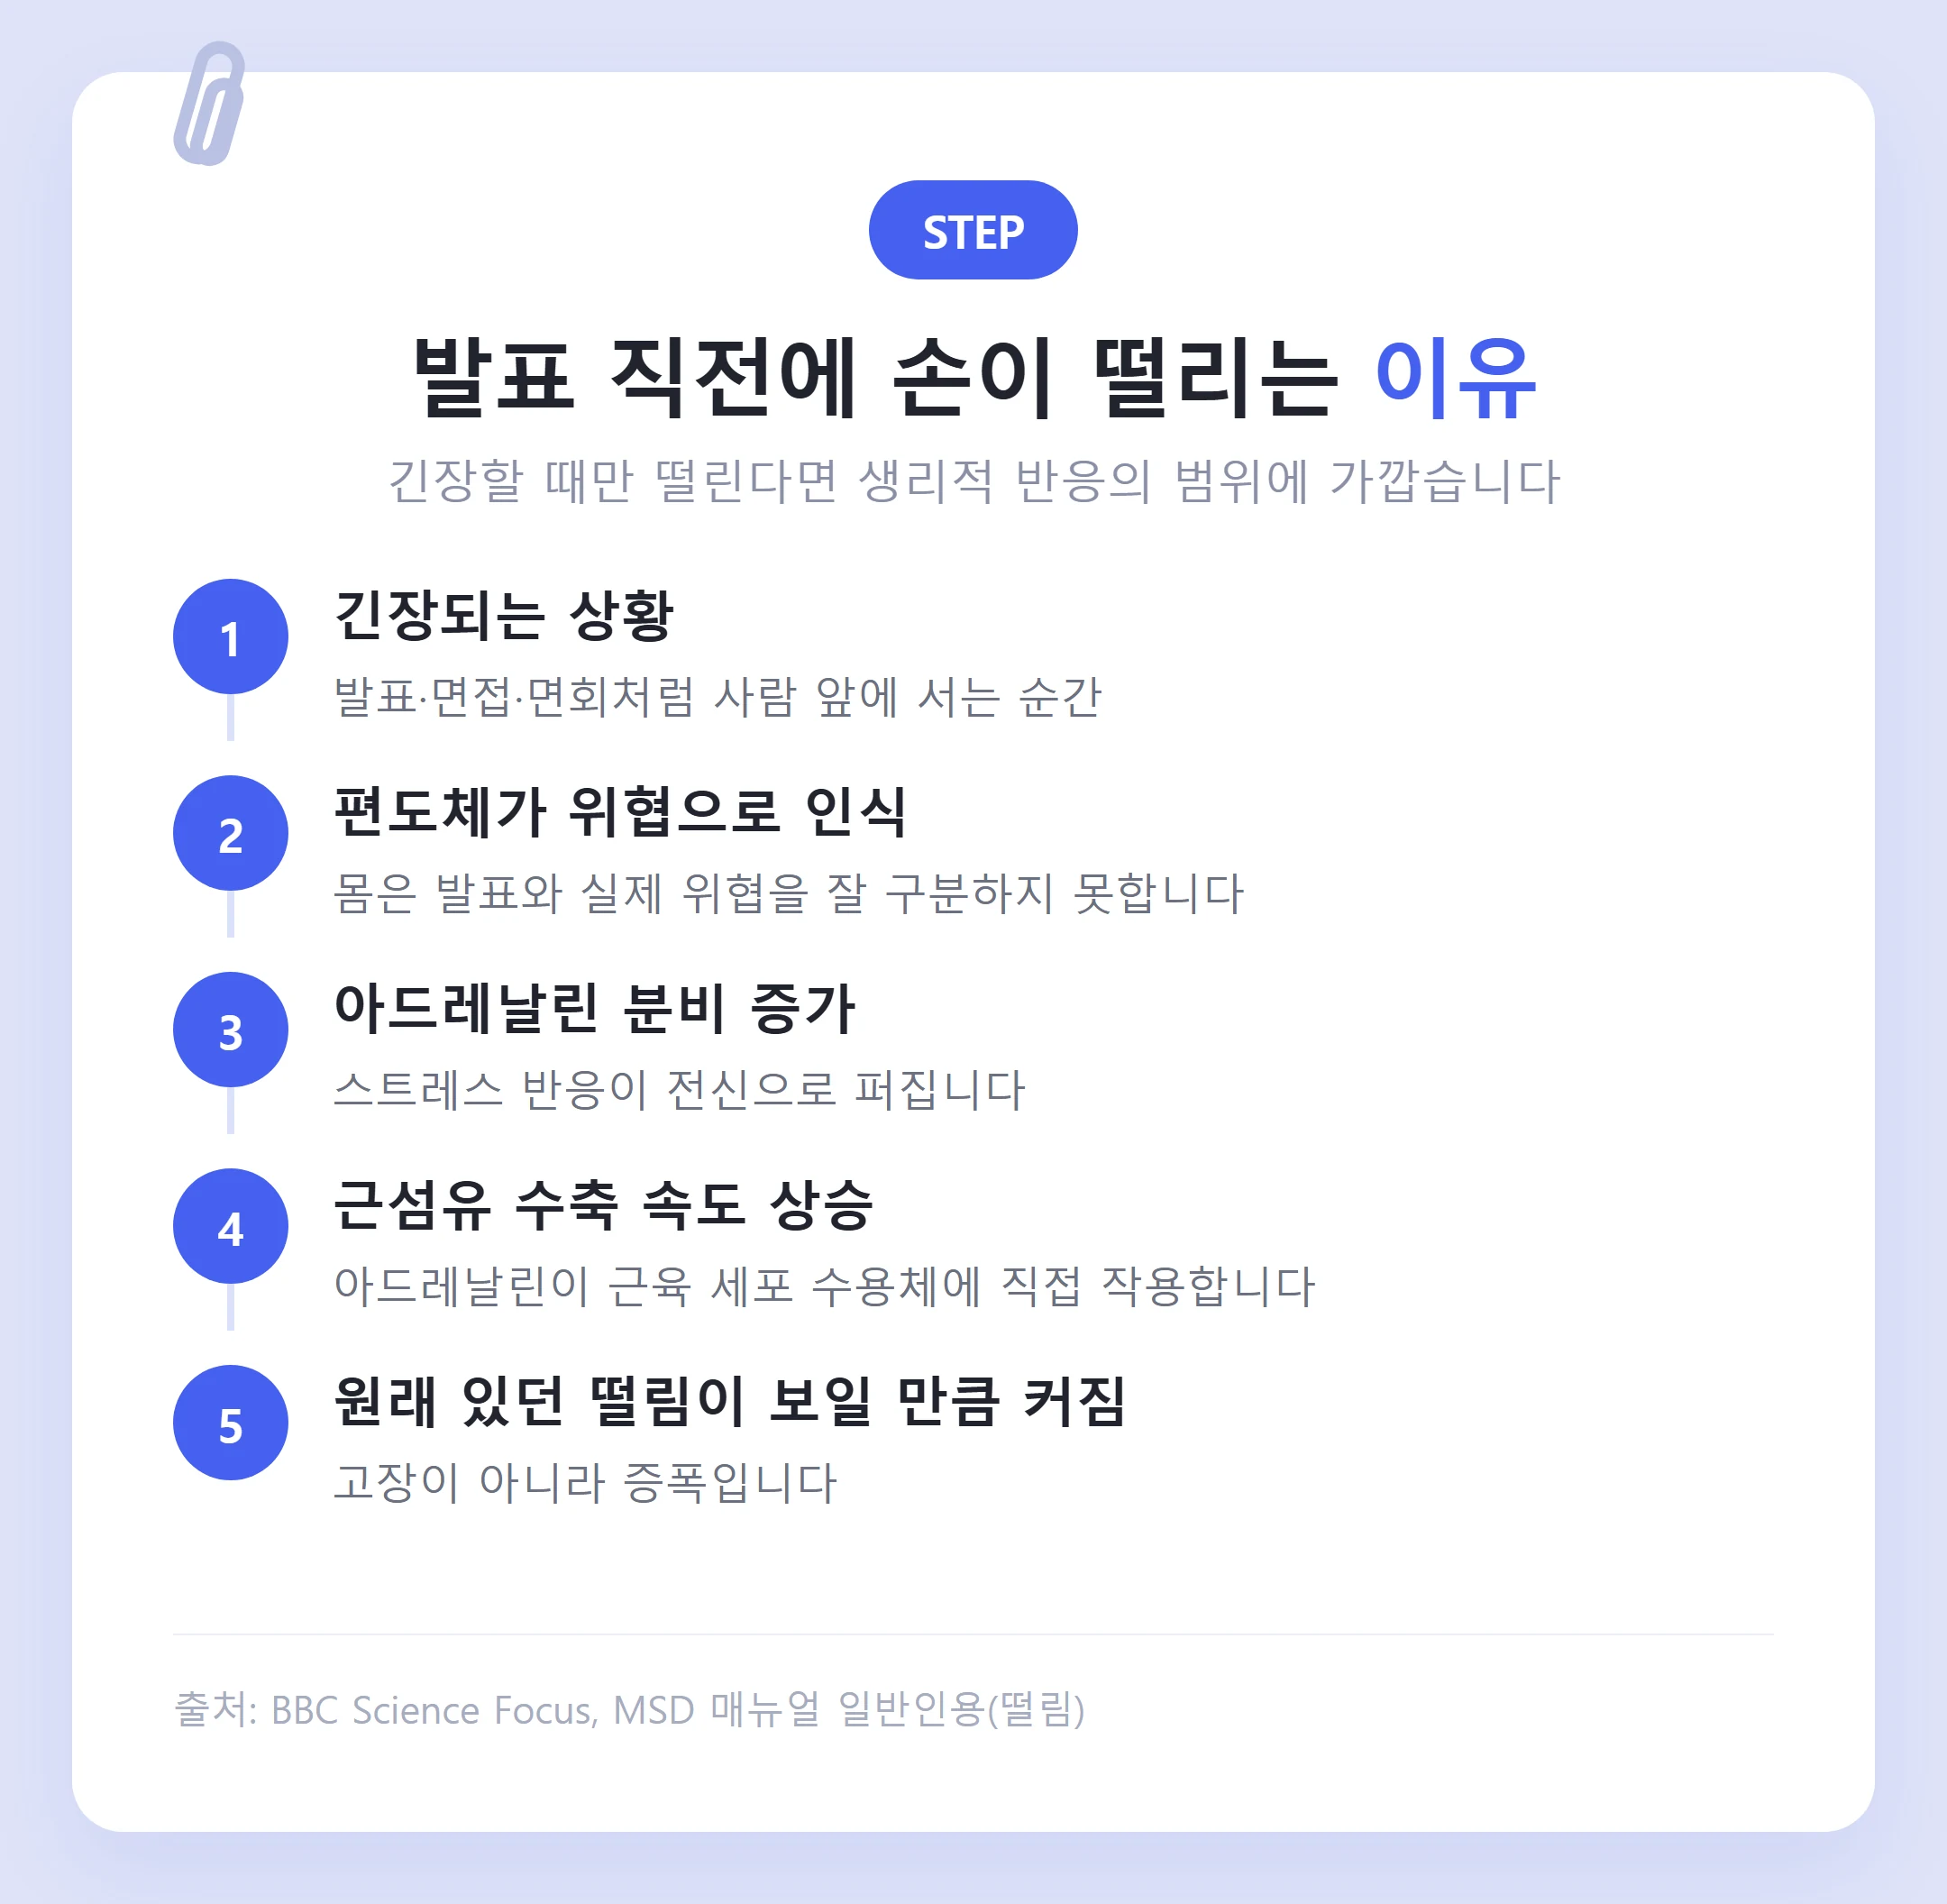 STEP
발표 직전에 손이 떨리는 이유
긴장할 때만 떨린다면 생리적 반응의 범위에 가깝습니다
1
긴장되는 상황
발표·면접·면회처럼 사람 앞에 서는 순간
2
편도체가 위협으로 인식
몸은 발표와 실제 위협을 잘 구분하지 못합니다
3
아드레날린 분비 증가
스트레스 반응이 전신으로 퍼집니다
4
근섬유 수축 속도 상승
아드레날린이 근육 세포 수용체에 직접 작용합니다
5
원래 있던 떨림이 보일 만큼 커짐
고장이 아니라 증폭입니다
출처: BBC Science Focus, MSD 매뉴얼 일반인용(떨림)